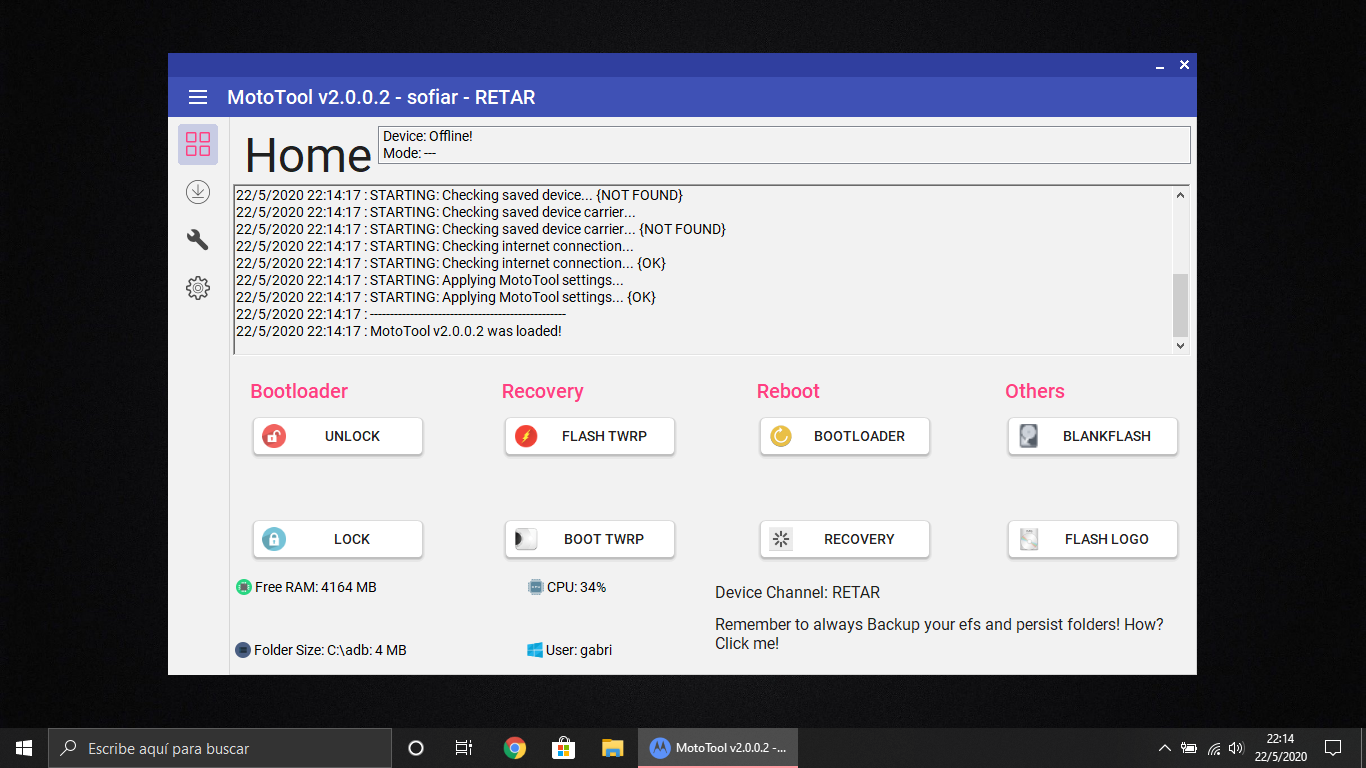 MotoTool v2.0.0.2 - sofiar - RETAR
Home
Device: Offline!
Mode: ---
22/5/2020 22:14:17 : STARTING: Checking saved device... {NOT FOUND}
22/5/2020 22:14:17 : STARTING: Checking saved device carrier...
22/5/2020 22:14:17 : STARTING: Checking saved device carrier... {NOT FOUND}
22/5/2020 22:14:17 : STARTING: Checking internet connection...
22/5/2020 22:14:17 : STARTING: Checking internet connection... {OK}
22/5/2020 22:14:17 : STARTING: Applying MotoTool settings...
22/5/2020 22:14:17 : STARTING: Applying MotoTool settings... {OK}
22/5/2020 22:14:17 : -------------------------------------------------
22/5/2020 22:14:17 : MotoTool v2.0.0.2 was loaded!
Bootloader Recovery Reboot Others
UNLOCK FLASH TWRP BOOTLOADER BLANKFLASH
LOCK BOOT TWRP RECOVERY FLASH LOGO
Free RAM: 4164 MB CPU: 34%
Folder Size: C:\adb: 4 MB User: gabri
Device Channel: RETAR
Remember to always Backup your efs and persist folders! How?
Click me!
Escribe aquí para buscar
MotoTool v2.0.0.2 -...
22:14
22/5/2020